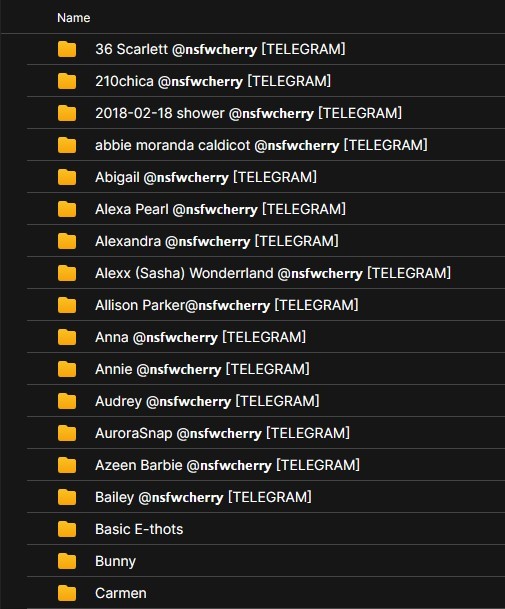 Name
36 Scarlett @nsfwcherry [TELEGRAM]
210chica @nsfwcherry [TELEGRAM]
2018-02-18 shower @nsfwcherry [TELEGRAM]
abbie moranda caldicot @nsfwcherry [TELEGRAM]
Abigail @nsfwcherry [TELEGRAM]
Alexa Pearl @nsfwcherry [TELEGRAM]
Alexandra @nsfwcherry [TELEGRAM]
Alexx (Sasha) Wonderrland @nsfwcherry [TELEGRAM]
Allison Parker@nsfwcherry [TELEGRAM]
Anna @nsfwcherry [TELEGRAM]
Annie @nsfwcherry [TELEGRAM]
Audrey @nsfwcherry [TELEGRAM]
AuroraSnap @nsfwcherry [TELEGRAM]
Azeen Barbie @nsfwcherry [TELEGRAM]
Bailey @nsfwcherry [TELEGRAM]
Basic E-thots
Bunny
Carmen